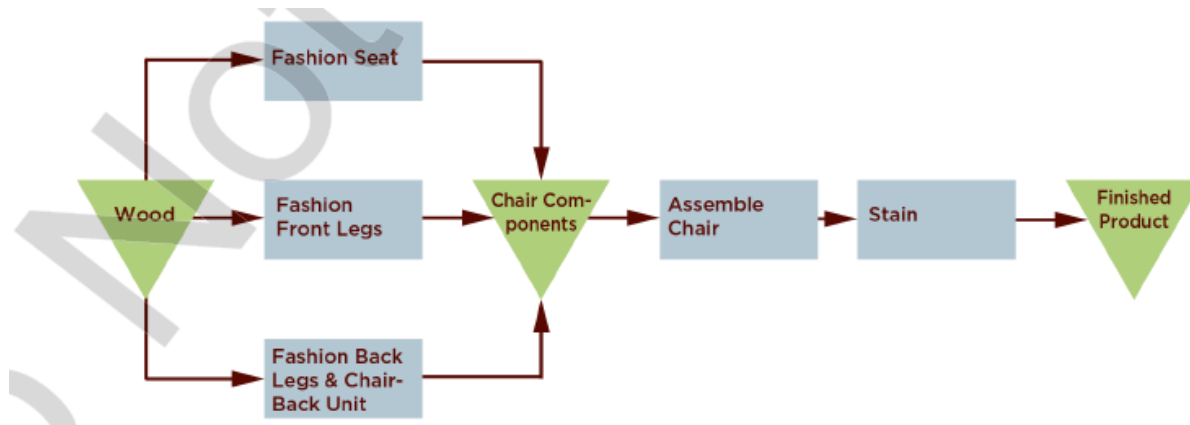 Fashion Seat
Wood
Fashion
Front Legs
Chair Com-
ponents
Assemble
Chair
Stain
Finished
Product
Fashion Back
Legs & Chair-
Back Unit
Not